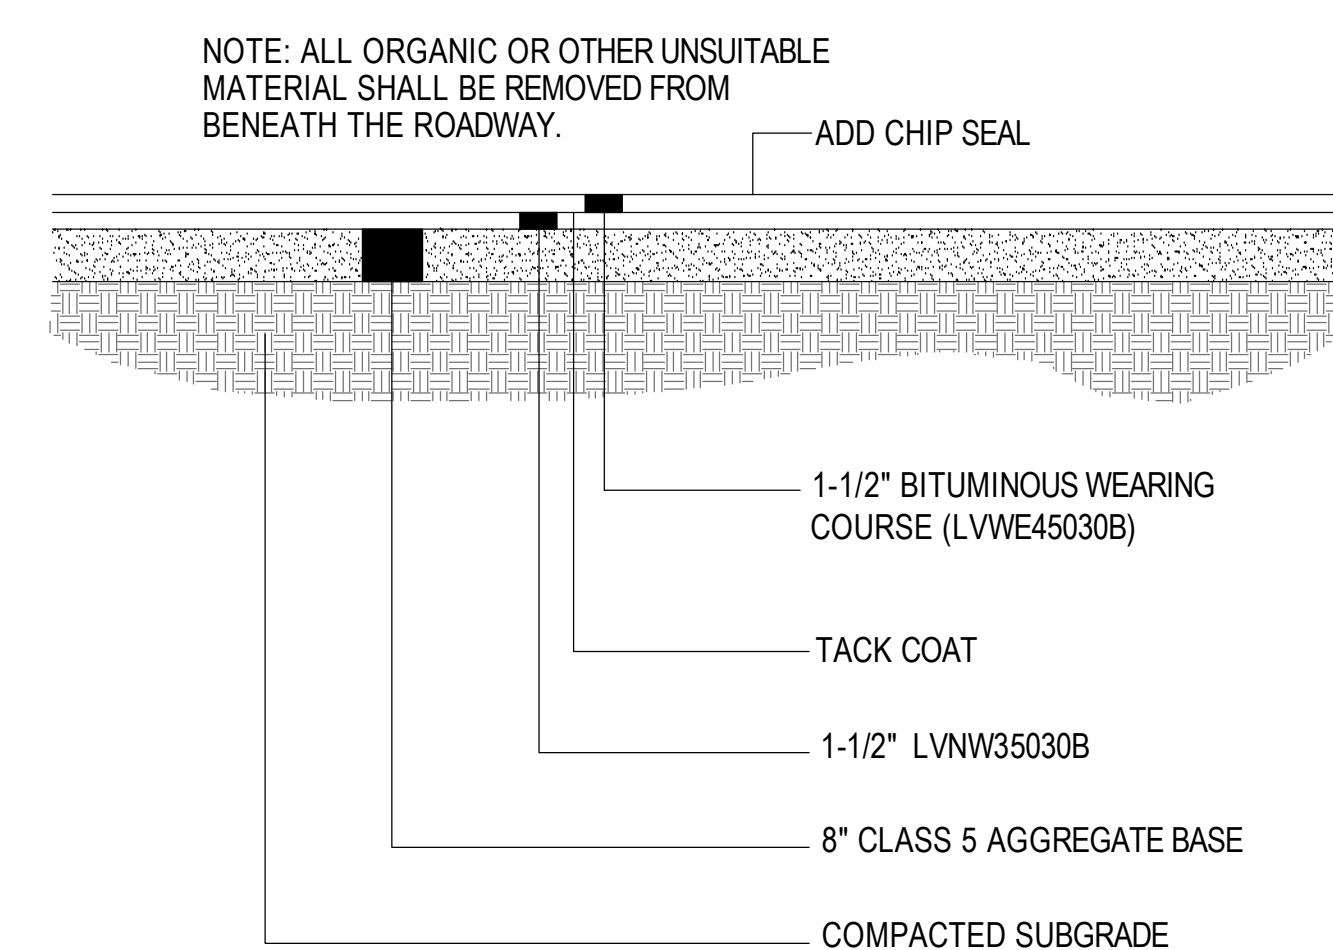 NOTE: ALL ORGANIC OR OTHER UNSUITABLE
MATERIAL SHALL BE REMOVED FROM
BENEATH THE ROADWAY.
ADD CHIP SEAL
1-1/2" BITUMINOUS WEARING
COURSE (LVWE45030B)
TACK COAT
1-1/2" LVNW35030B
8" CLASS 5 AGGREGATE BASE
COMPACTED SUBGRADE